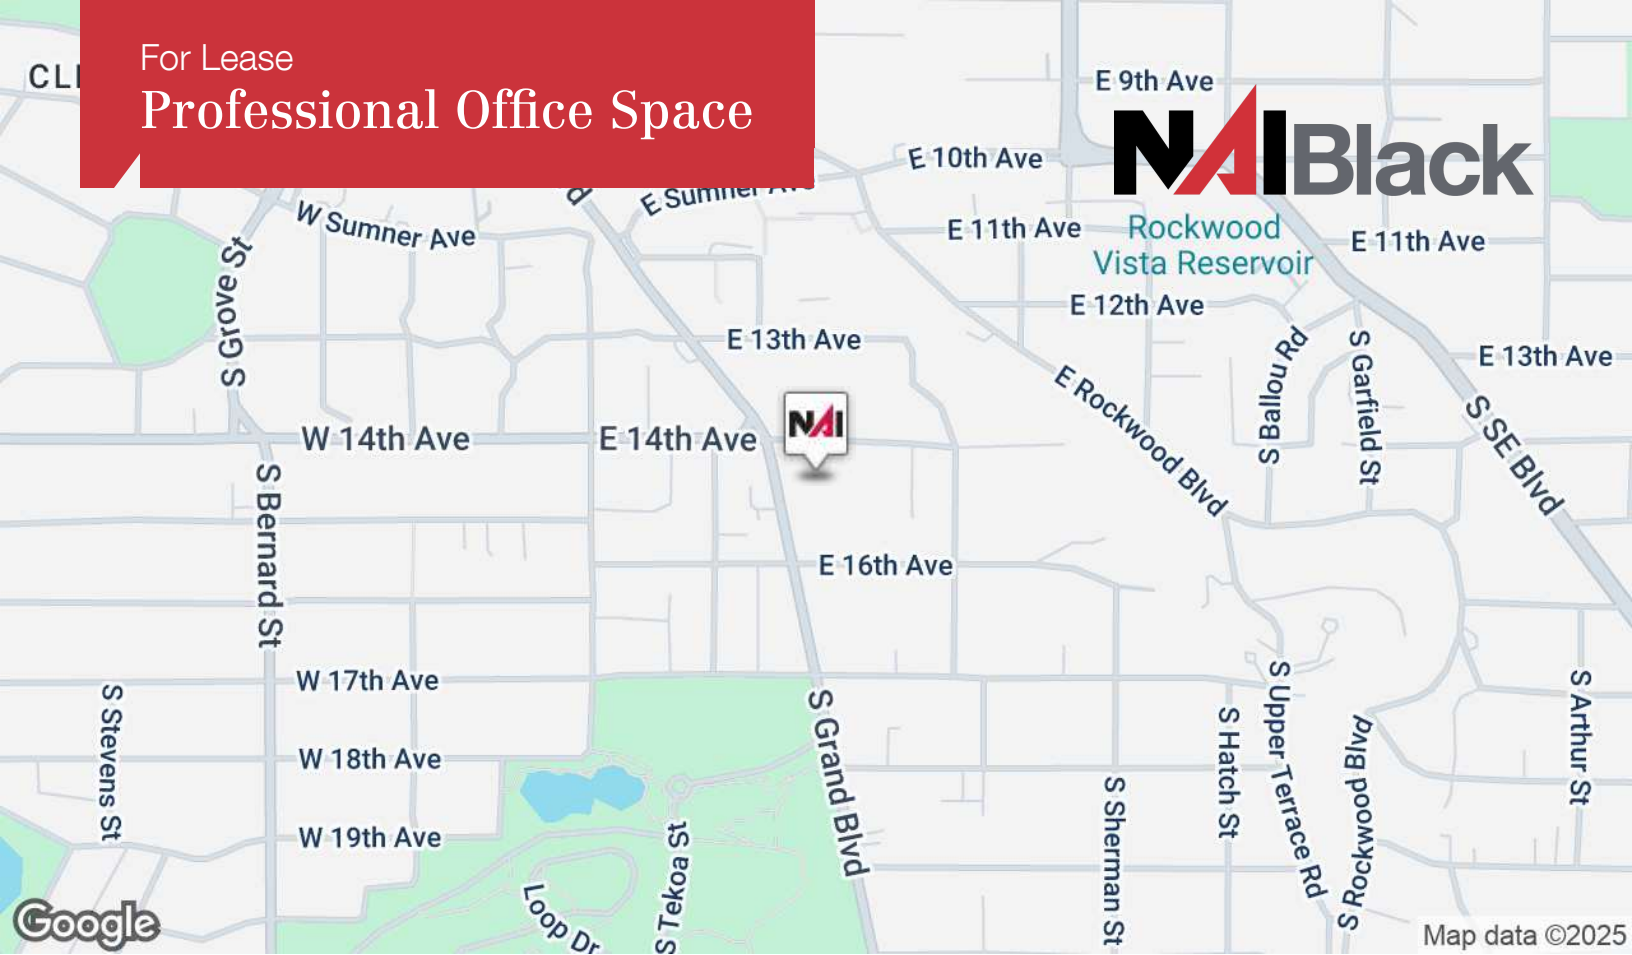 For Lease
Professional Office Space
NAIBlack
E 9th Ave
E 10th Ave
E Sumner Ave
W Sumner Ave
E 11th Ave
Rockwood
Vista Reservoir
E 11th Ave
S Grove St
E 12th Ave
E 13th Ave
S Ballou Rd
S Garfield St
E 13th Ave
E Rockwood Blvd
S SE Blvd
NAI
W 14th Ave
E 14th Ave
S Bernard St
E 16th Ave
W 17th Ave
S Stevens St
S Grand Blvd
S Upper Terrace Rd
S Hatch St
S Rockwood Blvd
S Arthur St
W 18th Ave
S Sherman St
W 19th Ave
S Tekoa St
Loop Dr
Google
Map data ©2025